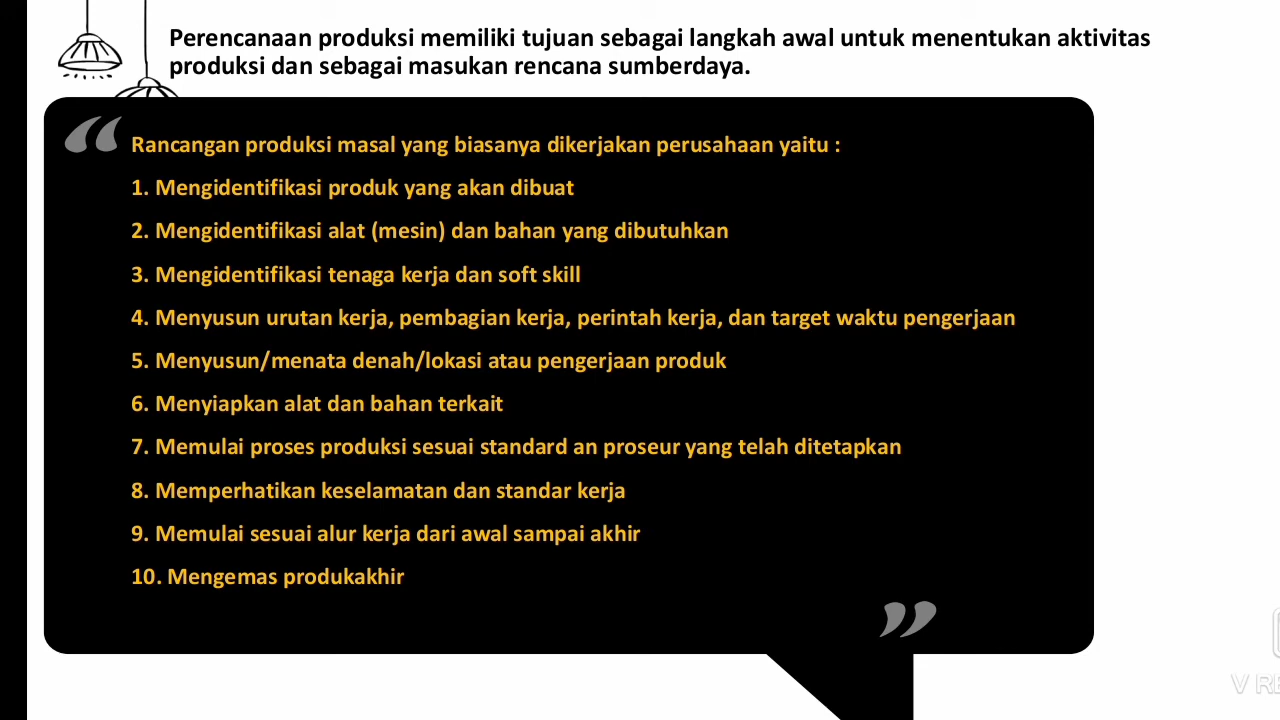 Perencanaan produksi memiliki tujuan sebagai langkah awal untuk menentukan aktivitas
produksi dan sebagai masukan rencana sumberdaya.
“
Rancangan produksi masal yang biasanya dikerjakan perusahaan yaitu :
1. Mengidentifikasi produk yang akan dibuat
2. Mengidentifikasi alat (mesin) dan bahan yang dibutuhkan
3. Mengidentifikasi tenaga kerja dan soft skill
4. Menyusun urutan kerja, pembagian kerja, perintah kerja, dan target waktu pengerjaan
5. Menyusun/menata denah/lokasi atau pengerjaan produk
6. Menyiapkan alat dan bahan terkait
7. Memulai proses produksi sesuai standard an proseur yang telah ditetapkan
8. Memperhatikan keselamatan dan standar kerja
9. Memulai sesuai alur kerja dari awal sampai akhir
10. Mengemas produkakhir
”